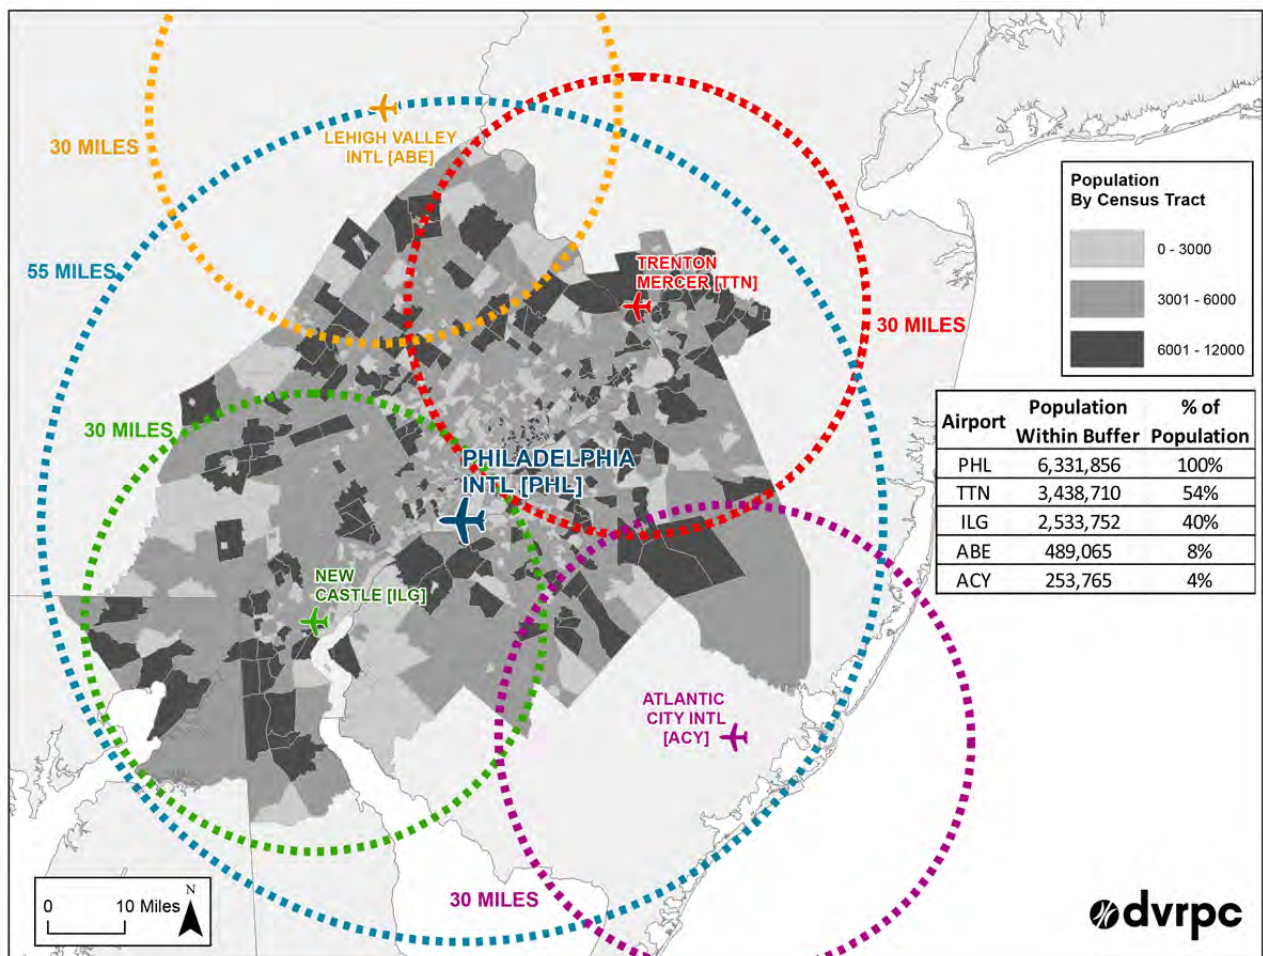 30 MILES
LEHIGH VALLEY
INTL [ABE]
55 MILES
TRENTON
MERCER [TTN]
30 MILES
30 MILES
PHILADELPHIA
INTL [PHL]
NEW
CASTLE [ILG]
ATLANTIC
CITY INTL
[ACY]
30 MILES
Population
By Census Tract
0 - 3000
3001 - 6000
6001 - 12000
Airport Population Within Buffer % of Population
PHL 6,331,856 100%
TTN 3,438,710 54%
ILG 2,533,752 40%
ABE 489,065 8%
ACY 253,765 4%
N
0 10 Miles
dvrpc